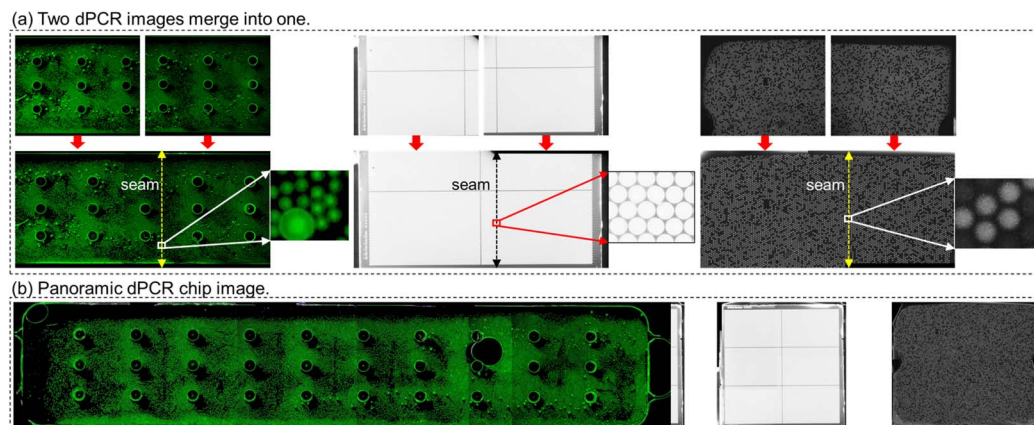 (a) Two dPCR images merge into one.
seam
seam
seam
(b) Panoramic dPCR chip image.